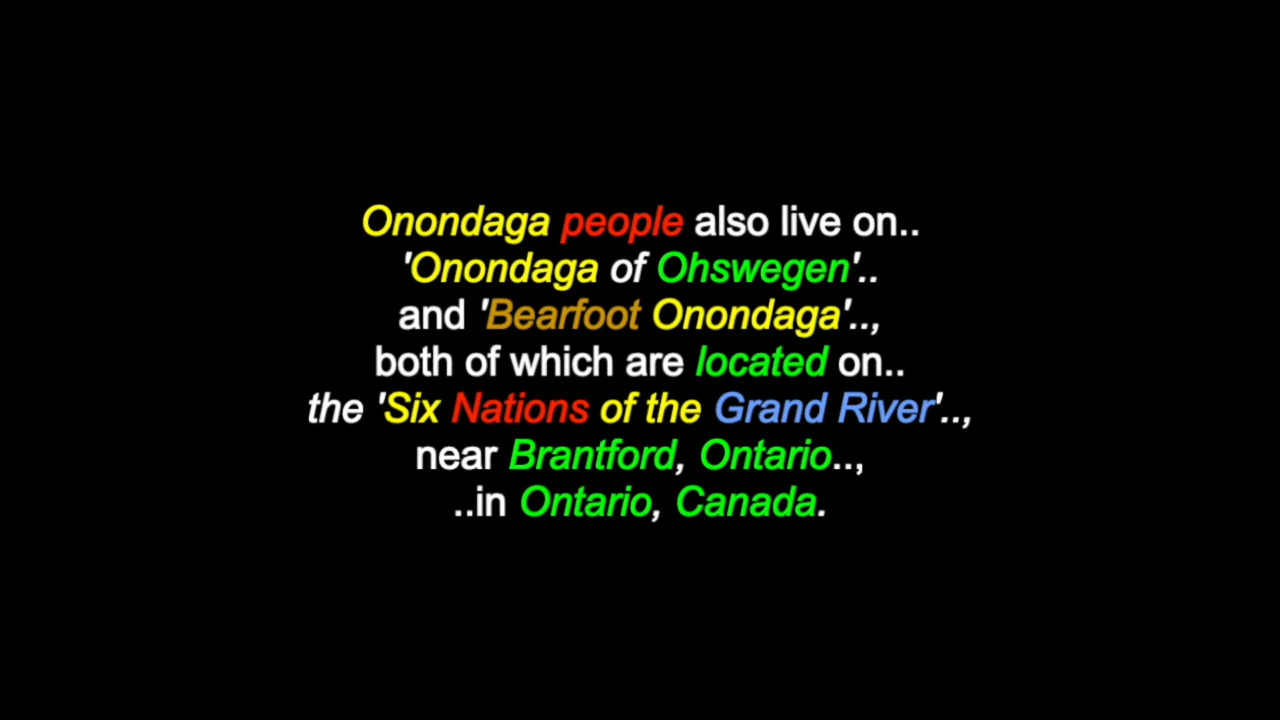 Onondaga people also live on..
'Onondaga of Ohswegen'..
and 'Bearfoot Onondaga'..,
both of which are located on..
the 'Six Nations of the Grand River'..,
near Brantford, Ontario..,
..in Ontario, Canada.